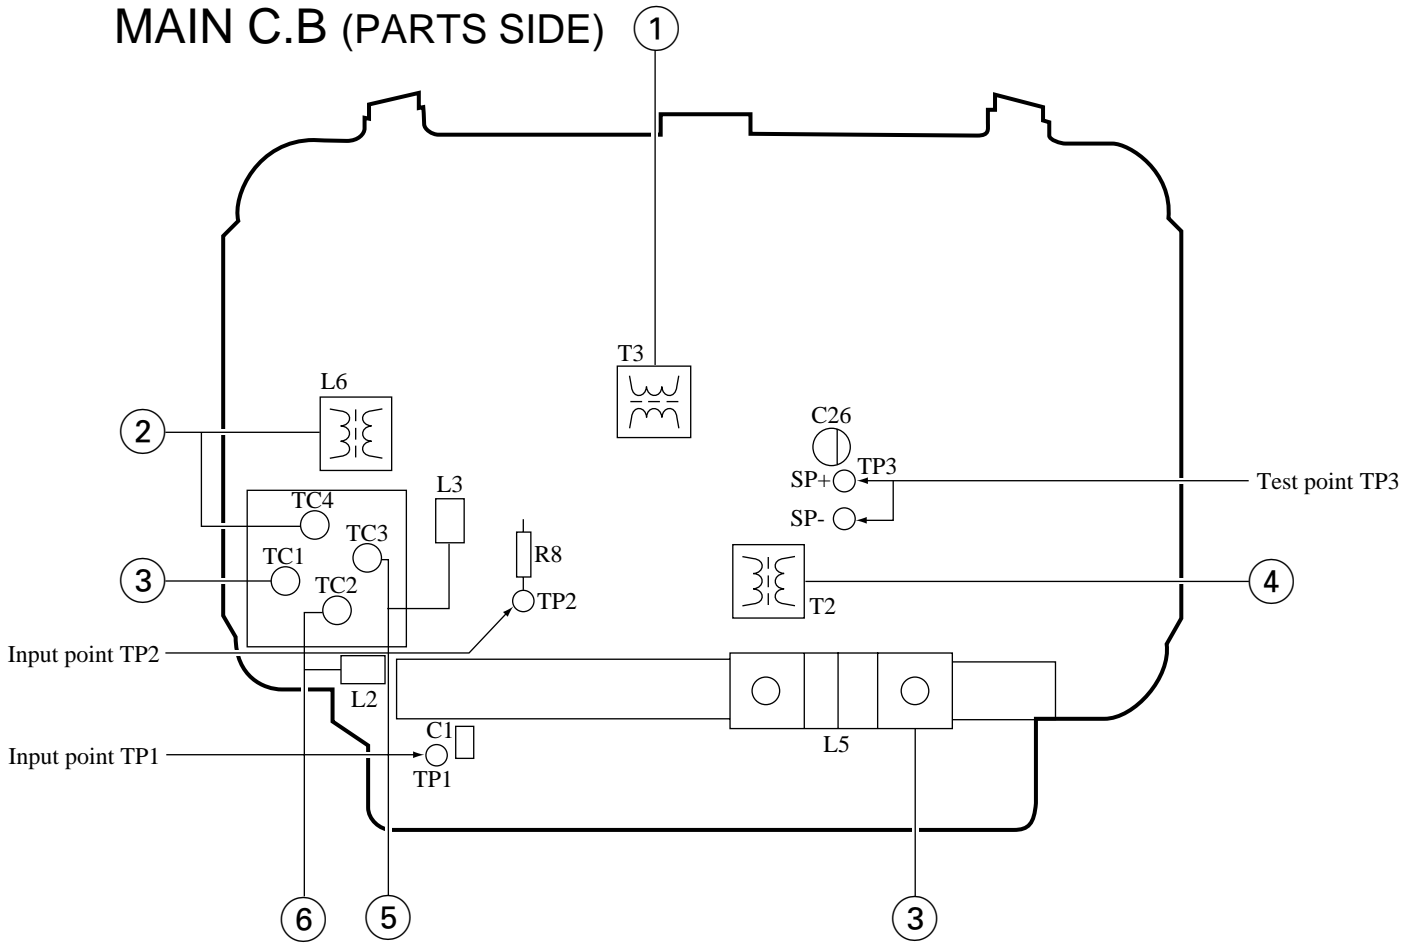 MAIN C.B (PARTS SIDE)
1
T3
L6
2
C26
TP3
SP+
Test point TP3
L3
TC4
SP-
TC3
R8
TC1
3
TC2
4
TP2
T2
Input point TP2
L2
C1
L5
Input point TP1
TP1
6
5
3